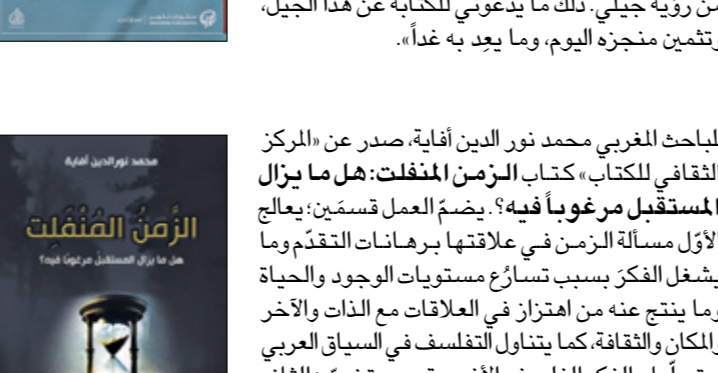 من رؤية جيلي. ذلك ما يدعوني للكتابة عن هذا الجيل،
وتثمين منجزه اليوم، وما يعِد به غداً».
للباحث المغربي محمد نور الدين أفاية، صدر عن «المركز
الثقافي للكتاب» كتاب الزمن المنفلت: هل ما يزال
المستقبل مرغوباً فيه؟. يضمّ العمل قسمَين؛ يعالج
الأوّل مسألة الزمن في علاقتها برهانات التقدّم وما
يشغل الفكرَ بسبب تسارُع مستويات الوجود والحياة
وما ينتج عنه من اهتزاز في العلاقات مع الذات والآخر
والمكان والثقافة، كما يتناول التفلسف في السياق العربي
محمد نورالدين أفاية
الزَّمنُ المُنْفَلِت
هل ما يزال المستقبلُ مرغوبًا فيه؟